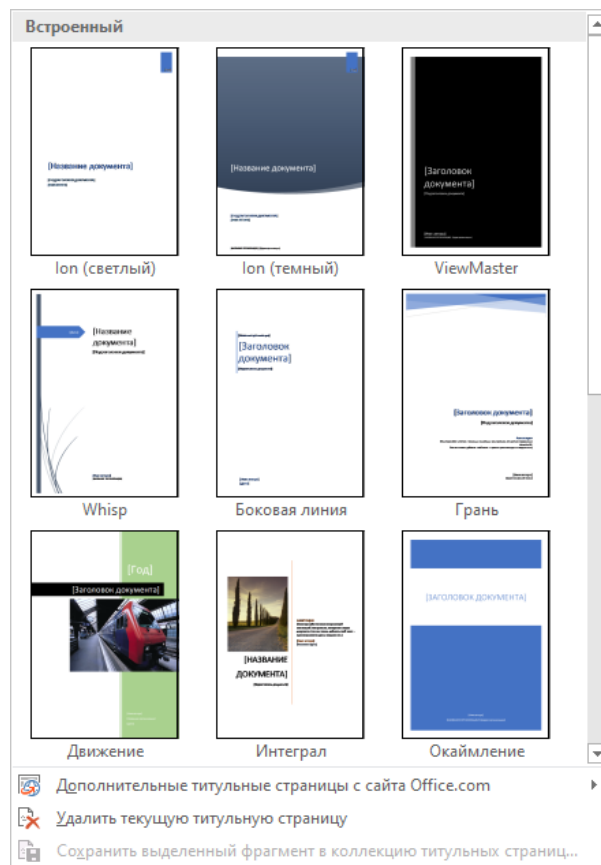 Встроенный
[Название документа]
[Название документа]
[Заголовок
документа]
Ion (светлый)
Ion (темный)
ViewMaster
[Название
документа]
[Заголовок
документа]
[Заголовок документа]
Whisp
Боковая линия
Грань
[Год]
[Заголовок документа]
[НАЗВАНИЕ
ДОКУМЕНТА]
[ЗАГОЛОВОК ДОКУМЕНТА]
Движение
Интеграл
Окаймление
Дополнительные титульные страницы с сайта Office.com
Удалить текущую титульную страницу
Сохранить выделенный фрагмент в коллекцию титульных страниц...